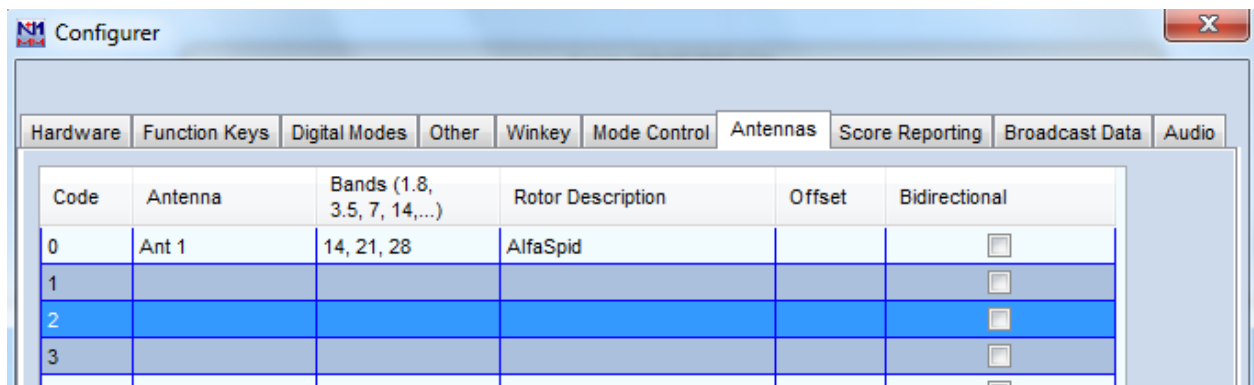 N1
MM
Configurer
X
Hardware Function Keys Digital Modes Other Winkey Mode Control Antennas Score Reporting Broadcast Data Audio
Code Antenna Bands (1.8, 3.5, 7, 14,...) Rotor Description Offset Bidirectional
0 Ant 1 14, 21, 28 AlfaSpid
1
2
3